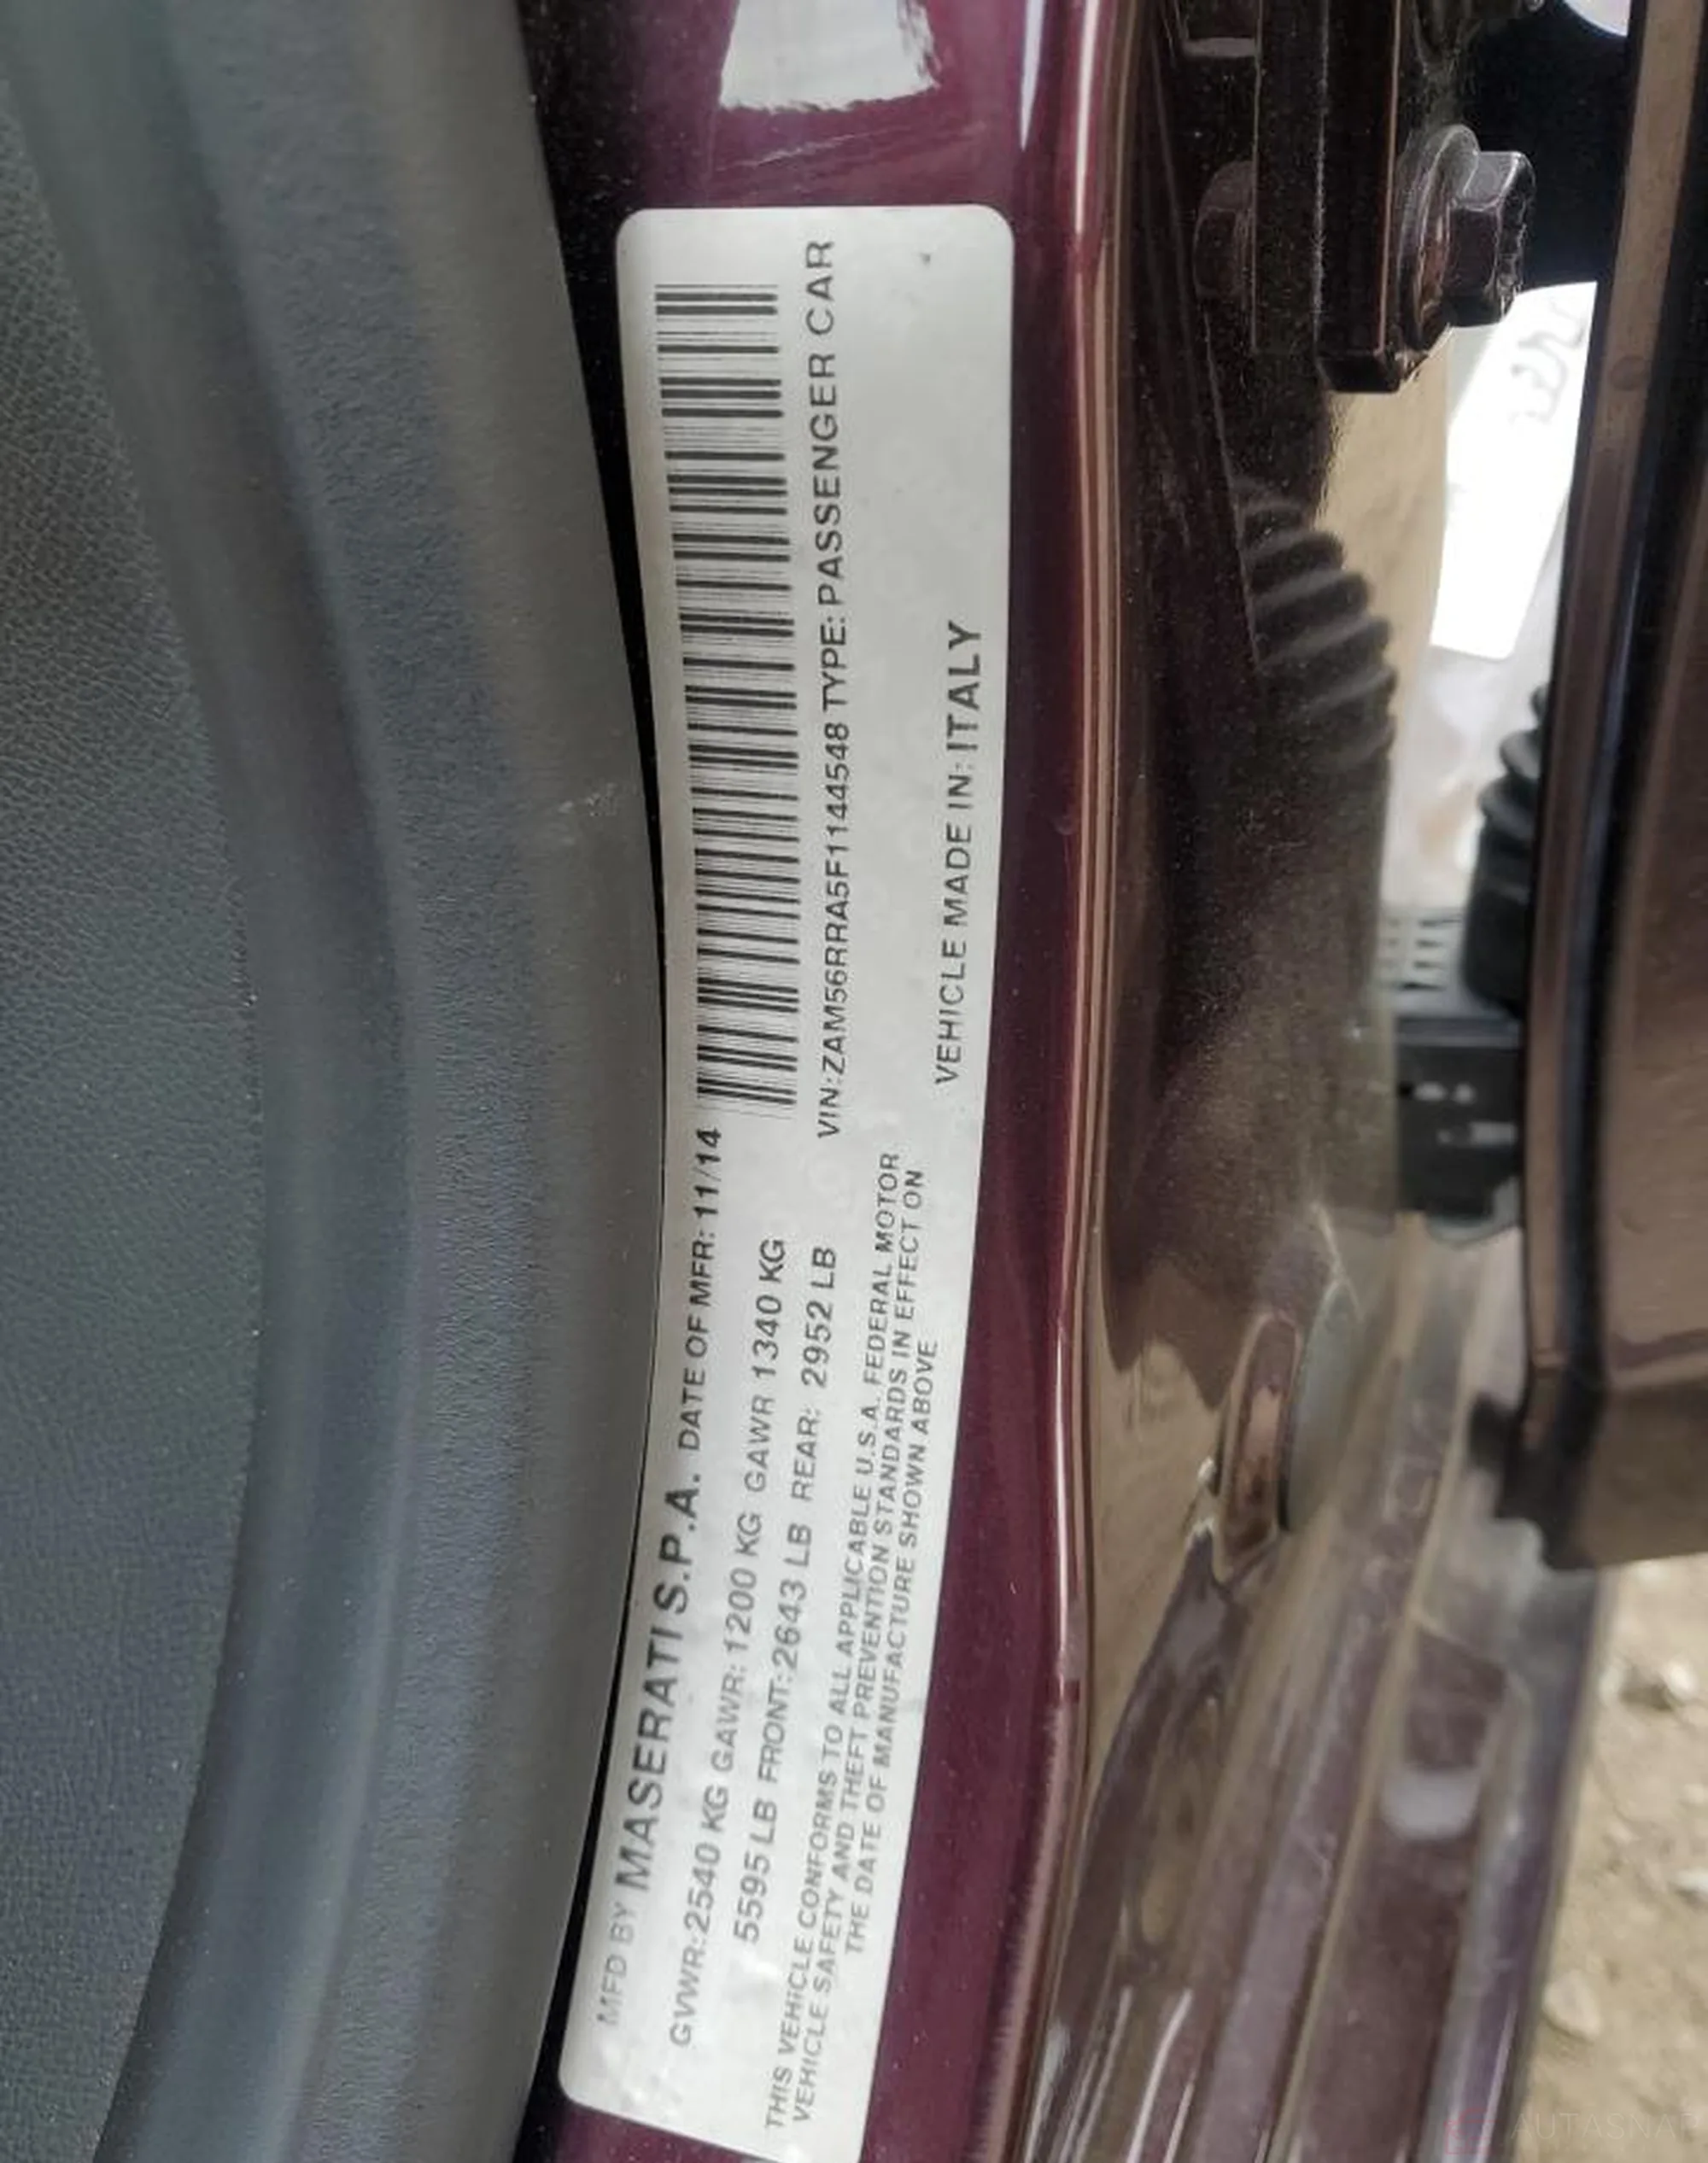 MFD BY MASERATI S.P.A. DATE OF MFR: 11/14
GVWR: 2540 KG GAWR: 1200 KG GAWR 1340 KG
5595 LB FRONT: 2643 LB REAR: 2952 LB
THIS VEHICLE CONFORMS TO ALL APPLICABLE U.S.A. FEDERAL MOTOR
VEHICLE SAFETY AND THEFT PREVENTION STANDARDS IN EFFECT ON
THE DATE OF MANUFACTURE SHOWN ABOVE
VIN: ZAM56RRA5F1144548 TYPE: PASSENGER CAR
VEHICLE MADE IN: ITALY